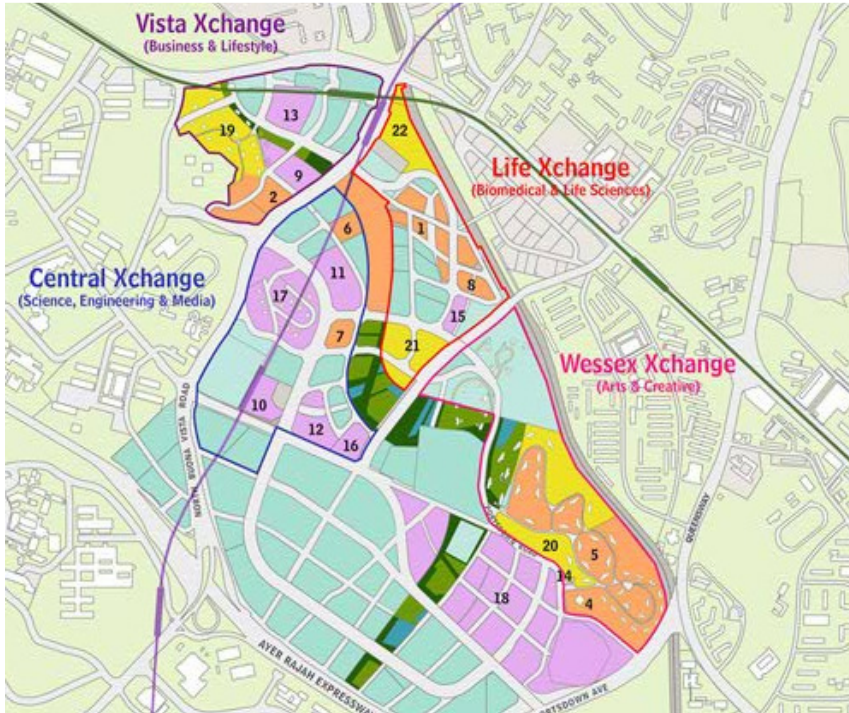 Vista Xchange
(Business & Lifestyle)
13
19
22
9
Life Xchange
(Biomedical & Life Sciences)
2
6
1
11
Central Xchange
(Science, Engineering & Media)
17
8
15
7
21
Wessex Xchange
(Arts & Creative)
10
12
16
NORTH BUONA VISTA ROAD
QUEENSWAY
20
5
14
4
18
AYER RAJAH EXPRESSWAY
PORTSDOWN AVE